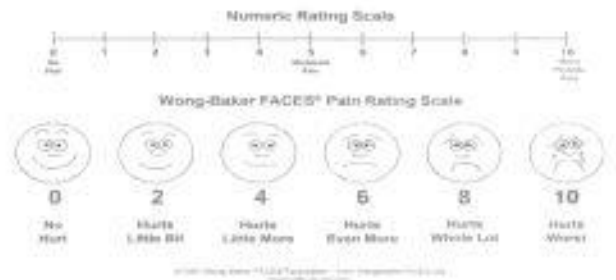 Numeric Rating Scale
0 1 2 3 4 5 6 7 8 9 10
No Moderate
Pain Pain
Wong-Baker FACES® Pain Rating Scale
0 2 4 6 8 10
No Hurts Hurts Hurts Hurts Hurts
Hurt Little Bit Little More Even More Whole Lot Worst